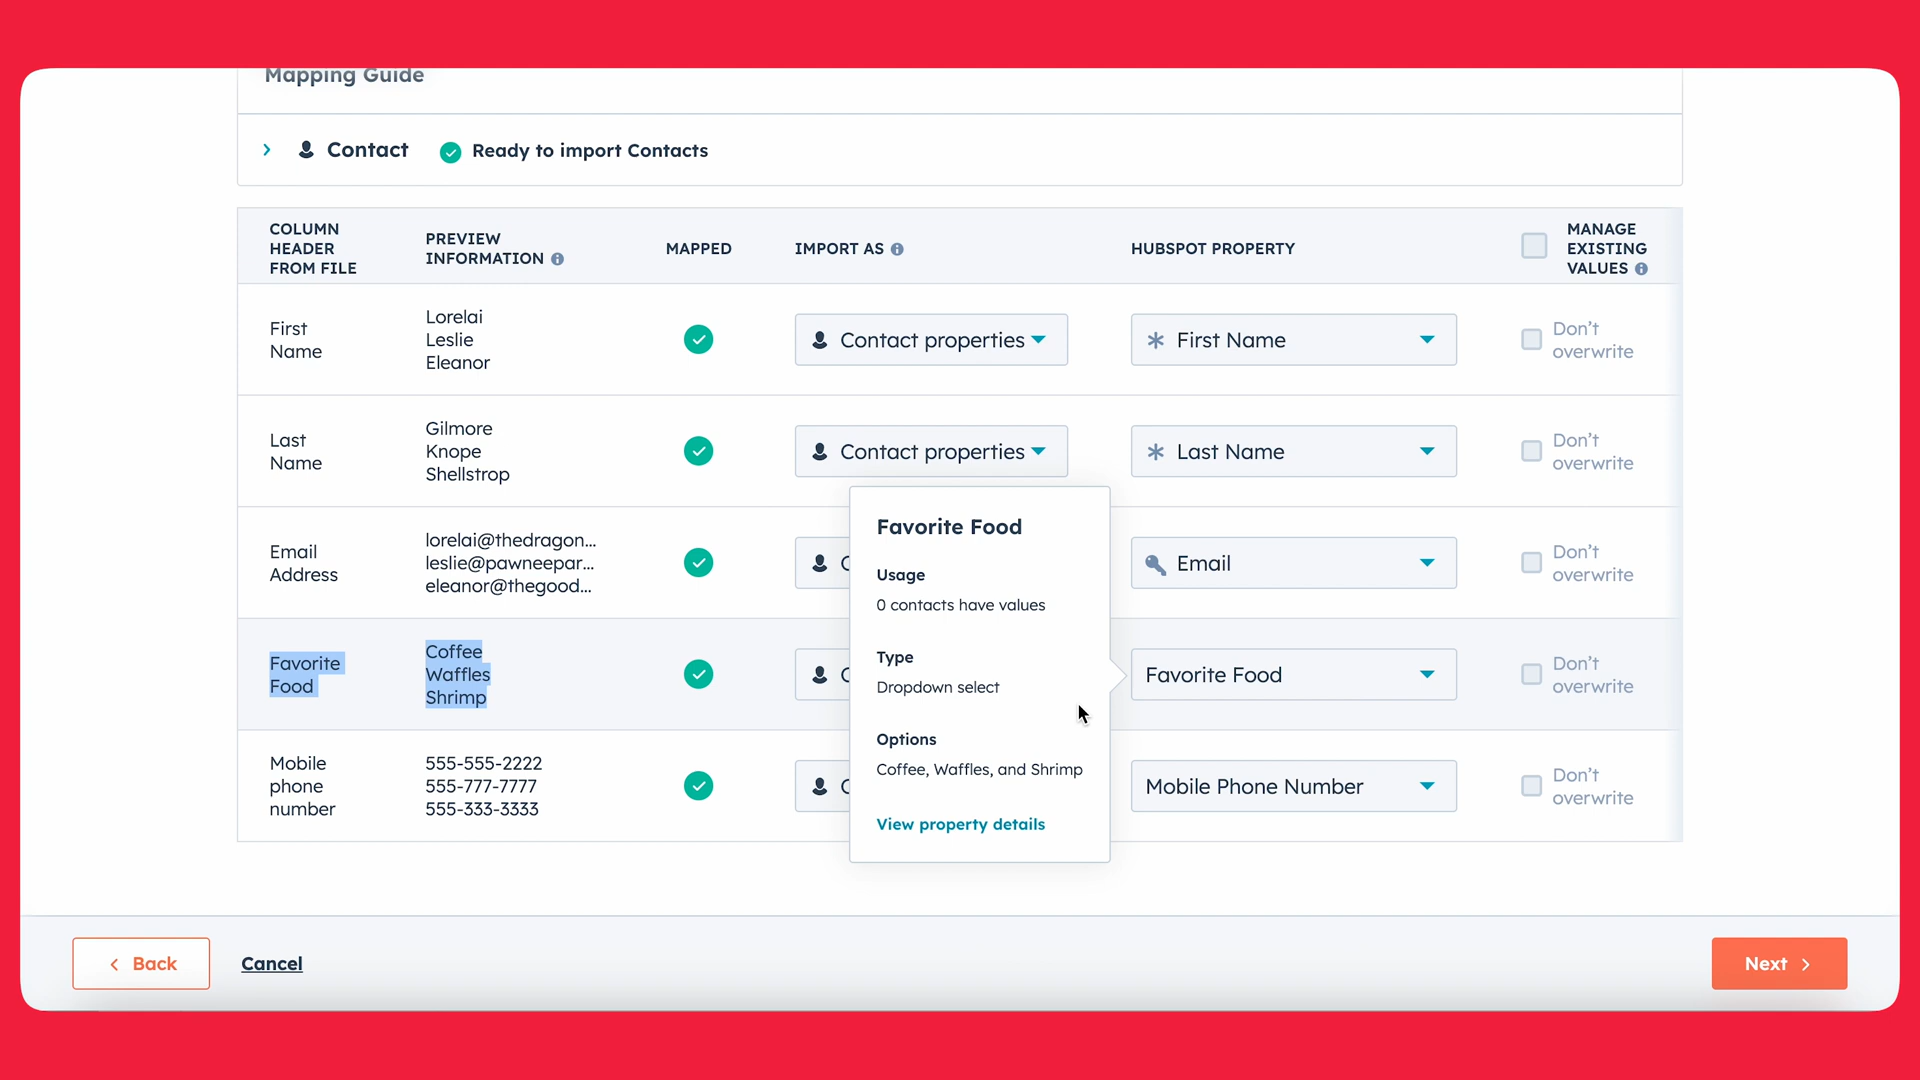 Mapping Guide
Contact
Ready to import Contacts
COLUMN
HEADER
FROM FILE
PREVIEW
INFORMATION
MAPPED
IMPORT AS
HUBSPOT PROPERTY
MANAGE
EXISTING
VALUES
First
Name
Lorelai
Leslie
Eleanor
Contact properties
First Name
Don't
overwrite
Last
Name
Gilmore
Knope
Shellstrop
Contact properties
Last Name
Don't
overwrite
Email
Address
lorelai@thedragon...
leslie@pawneepar...
eleanor@thegood...
C
Email
Don't
overwrite
Favorite
Food
Coffee
Waffles
Shrimp
C
Favorite Food
Don't
overwrite
Mobile
phone
number
555-555-2222
555-777-7777
555-333-3333
C
Mobile Phone Number
Don't
overwrite
Favorite Food
Usage
0 contacts have values
Type
Dropdown select
Options
Coffee, Waffles, and Shrimp
View property details
Back
Cancel
Next